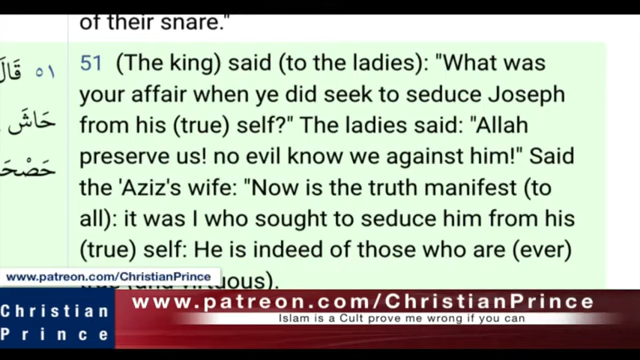 of their snare."
51 (The king) said (to the ladies): "What was
your affair when ye did seek to seduce Joseph
from his (true) self?" The ladies said: "Allah
preserve us! no evil know we against him!" Said
the 'Aziz's wife: "Now is the truth manifest (to
all): it was I who sought to seduce him from his
(true) self: He is indeed of those who are (ever)
true (and virtuous).
٥١ قَالَ
حَاشَ
حَصْحَ
www.patreon.com/ChristianPrince
Christian
Prince
www.patreon.com/ChristianPrince
Islam is a Cult prove me wrong if you can